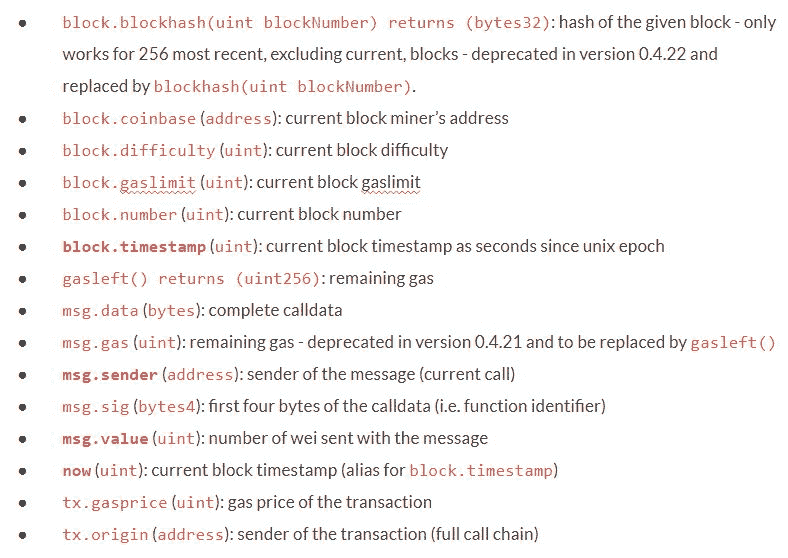 ● block.blockhash(uint blockNumber) returns (bytes32): hash of the given block - only
works for 256 most recent, excluding current, blocks - deprecated in version 0.4.22 and
replaced by blockhash(uint blockNumber).
● block.coinbase (address): current block miner’s address
● block.difficulty (uint): current block difficulty
● block.gaslimit (uint): current block gaslimit
● block.number (uint): current block number
● block.timestamp (uint): current block timestamp as seconds since unix epoch
● gasleft() returns (uint256): remaining gas
● msg.data (bytes): complete calldata
● msg.gas (uint): remaining gas - deprecated in version 0.4.21 and to be replaced by gasleft()
● msg.sender (address): sender of the message (current call)
● msg.sig (bytes4): first four bytes of the calldata (i.e. function identifier)
● msg.value (uint): number of wei sent with the message
● now (uint): current block timestamp (alias for block.timestamp)
● tx.gasprice (uint): gas price of the transaction
● tx.origin (address): sender of the transaction (full call chain)